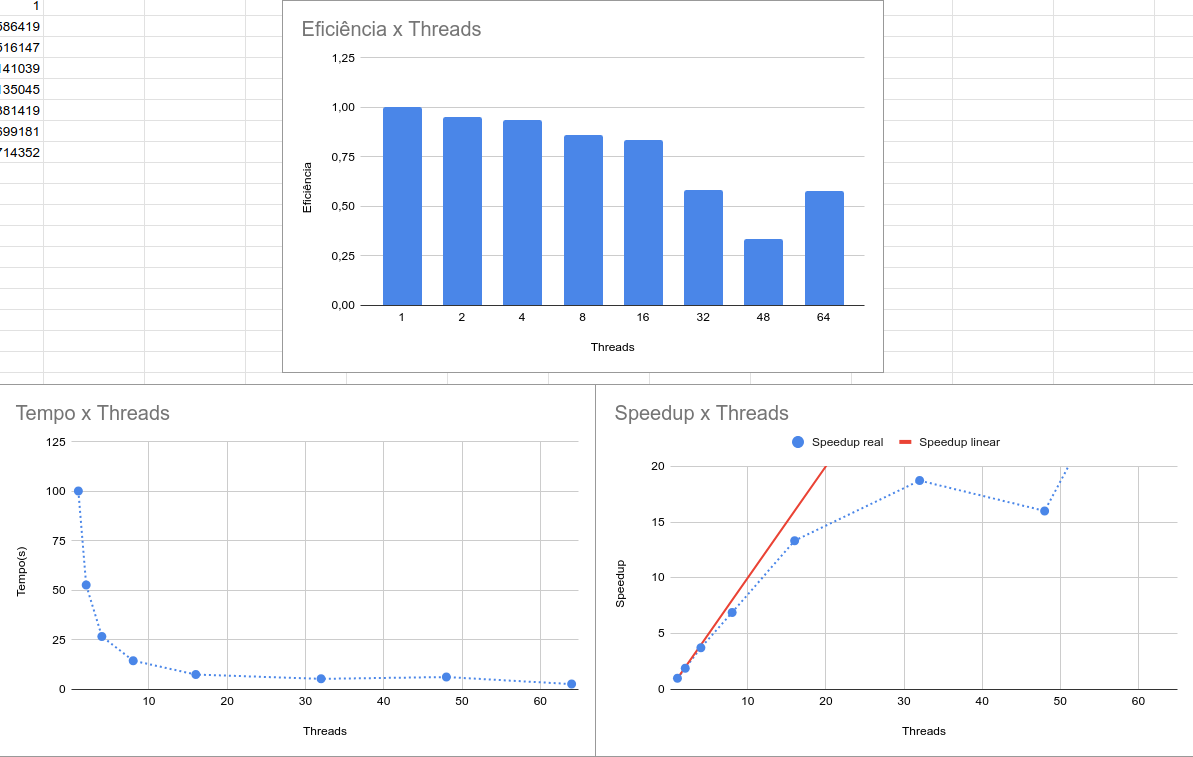 1
586419
516147
141039
135045
381419
699181
714352
Eficiência x Threads
1,25
1,00
0,75
0,50
0,25
0,00
Eficiência
1 2 4 8 16 32 48 64
Threads
Tempo x Threads
125
100
75
50
25
0
Tempo(s)
10 20 30 40 50 60
Threads
Speedup x Threads
Speedup real Speedup linear
20
15
10
5
0
Speedup
10 20 30 40 50 60
Threads